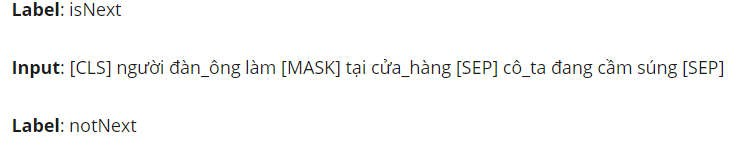 Label: isNext
Input: [CLS] người đàn_ông làm [MASK] tại cửa_hàng [SEP] cô_ta đang cầm súng [SEP]
Label: notNext